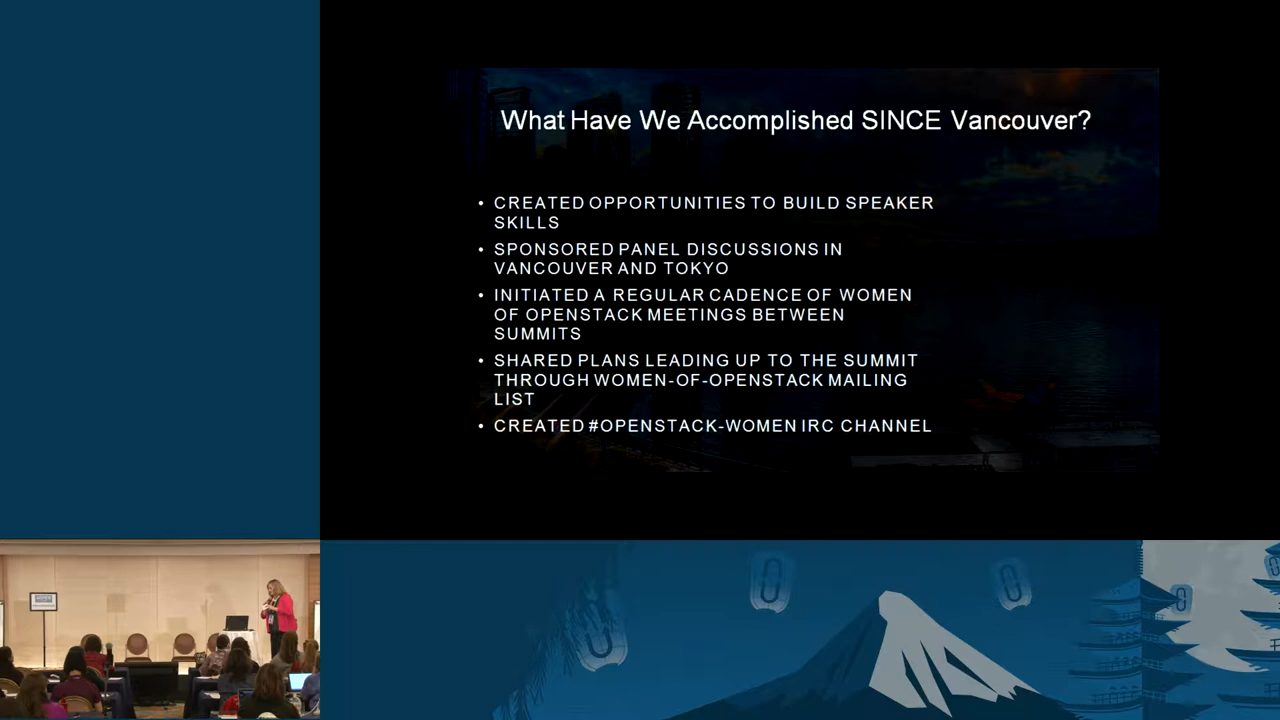 What Have We Accomplished SINCE Vancouver?
• CREATED OPPORTUNITIES TO BUILD SPEAKER
SKILLS
• SPONSORED PANEL DISCUSSIONS IN
VANCOUVER AND TOKYO
• INITIATED A REGULAR CADENCE OF WOMEN
OF OPENSTACK MEETINGS BETWEEN
SUMMITS
• SHARED PLANS LEADING UP TO THE SUMMIT
THROUGH WOMEN-OF-OPENSTACK MAILING
LIST
• CREATED #OPENSTACK-WOMEN IRC CHANNEL